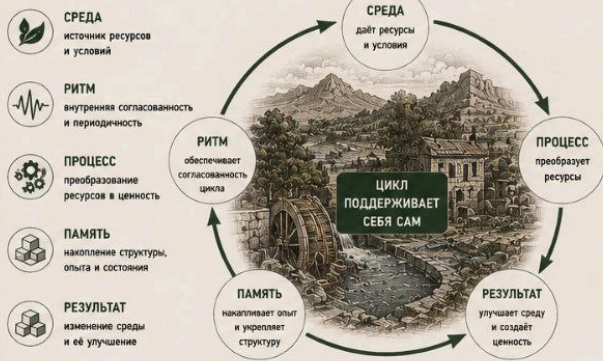 СРЕДА
источник ресурсов
и условий
РИТМ
внутренняя согласованность
и периодичность
ПРОЦЕСС
преобразование
ресурсов в ценность
ПАМЯТЬ
накопление структуры,
опыта и состояния
РЕЗУЛЬТАТ
изменение среды
и её улучшение
СРЕДА
даёт ресурсы
и условия
ПРОЦЕСС
преобразует
ресурсы
РЕЗУЛЬТАТ
улучшает среду
и создаёт
ценность
ПАМЯТЬ
накапливает опыт
и укрепляет
структуру
РИТМ
обеспечивает
согласованность
цикла
ЦИКЛ
ПОДДЕРЖИВАЕТ
СЕБЯ САМ